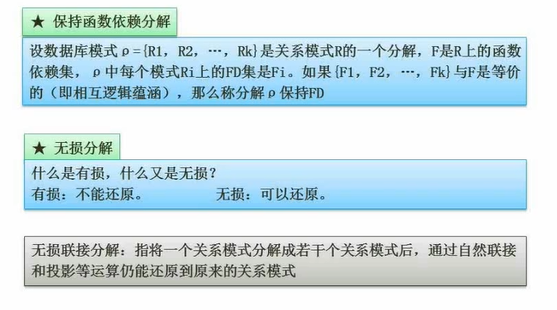 ★ 保持函数依赖分解
设数据库模式ρ={R1，R2，…，Rk}是关系模式R的一个分解，F是R上的函数
依赖集，ρ中每个模式Ri上的FD集是Fi。如果{F1，F2，…，Fk}与F是等价
的（即相互逻辑蕴涵），那么称分解ρ保持FD
★ 无损分解
什么是有损，什么又是无损？
有损：不能还原。 无损：可以还原。
无损联接分解：指将一个关系模式分解成若干个关系模式后，通过自然联接
和投影等运算仍能还原到原来的关系模式